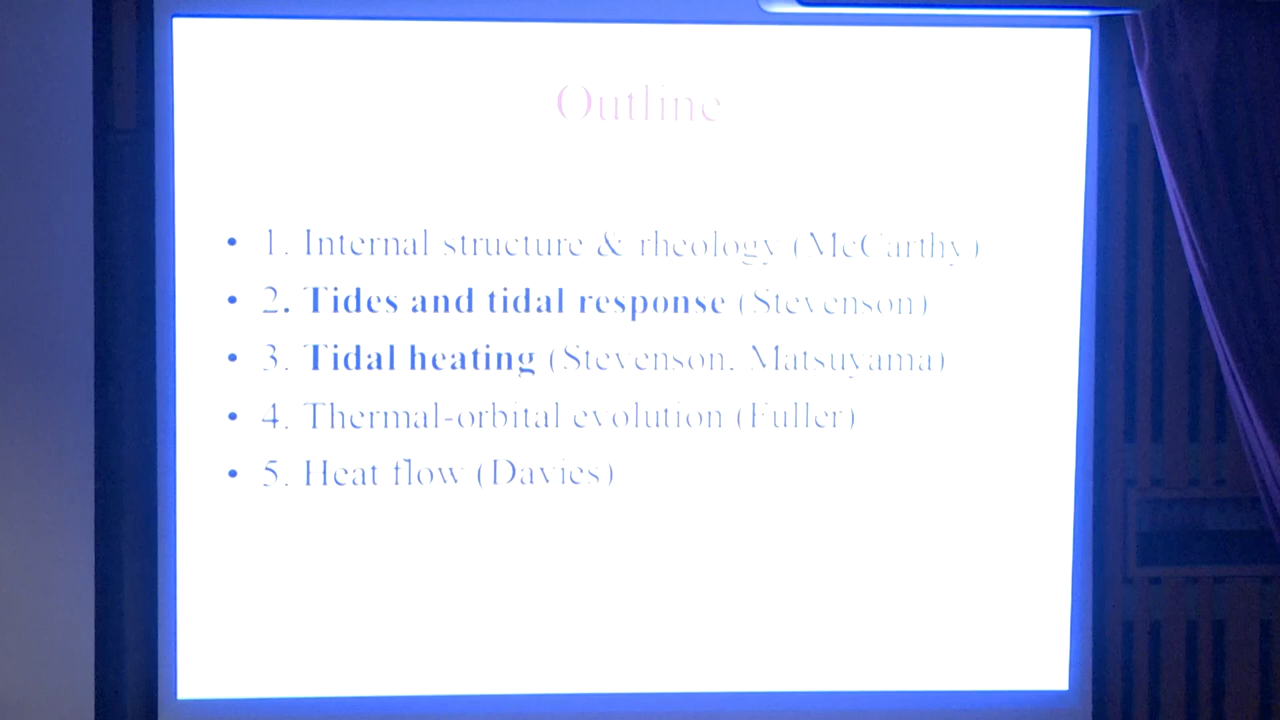 Outline
• 1. Internal structure & rheology (McCarthy)
• 2. Tides and tidal response (Stevenson)
• 3. Tidal heating (Stevenson, Matsuyama)
• 4. Thermal-orbital evolution (Fuller)
• 5. Heat flow (Davies)